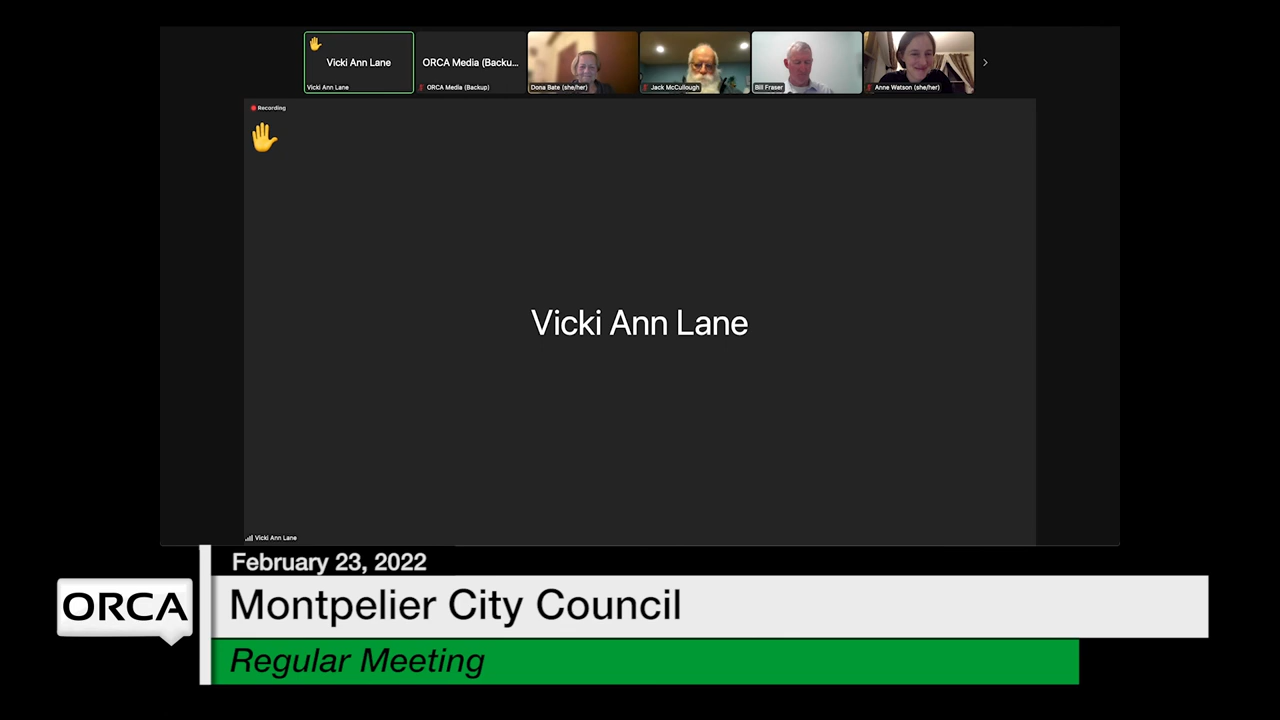 Vicki Ann Lane
ORCA Media (Backu...
Vicki Ann Lane
ORCA Media (Backup)
Dona Bate (she/her)
Jack McCullough
Bill Fraser
Anne Watson (she/her)
Recording
Vicki Ann Lane
Vicki Ann Lane
February 23, 2022
ORCA
Montpelier City Council
Regular Meeting